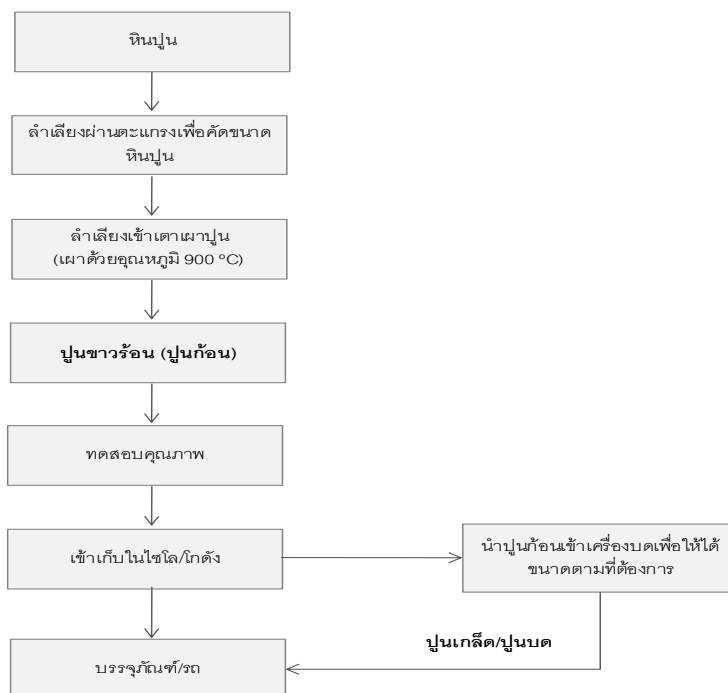 หินปูน
ลำเลียงผ่านตะแกรงเพื่อคัดขนาด
หินปูน
ลำเลียงเข้าเตาเผาปูน
(เผาด้วยอุณหภูมิ 900 °C)
ปูนขาวร้อน (ปูนก้อน)
ทดสอบคุณภาพ
เข้าเก็บในไซโล/โกดัง
นำปูนก้อนเข้าเครื่องบดเพื่อให้ได้
ขนาดตามที่ต้องการ
ปูนเกล็ด/ปูนบด
บรรจุภัณฑ์/รถ